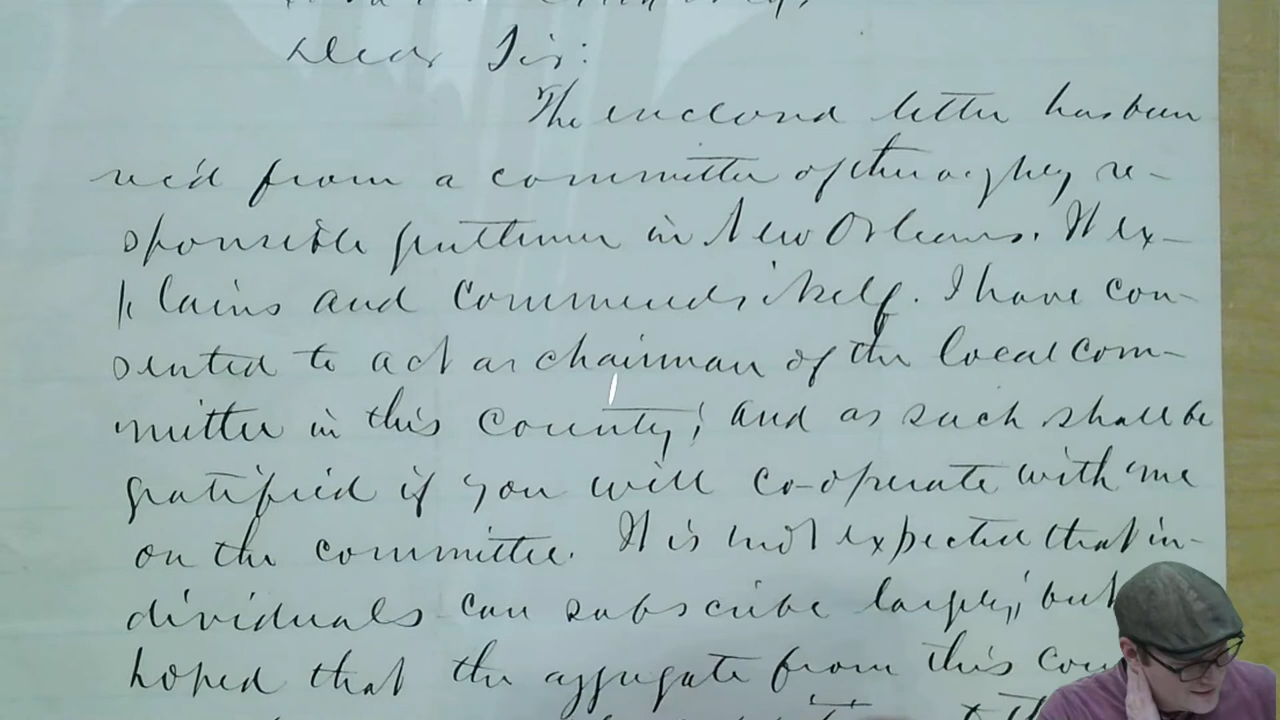 Dear Sir:
The enclosed letter has been
rec'd from a committee of thoroughly re-
sponsible gentlemen in New Orleans. It ex-
plains and commends itself. I have con-
sented to act as chairman of the local com-
mittee in this county; and as such shall be
gratified if you will co-operate with me
on the committee. It is not expected that in-
dividuals can subscribe largely; but
hoped that the aggregate from this